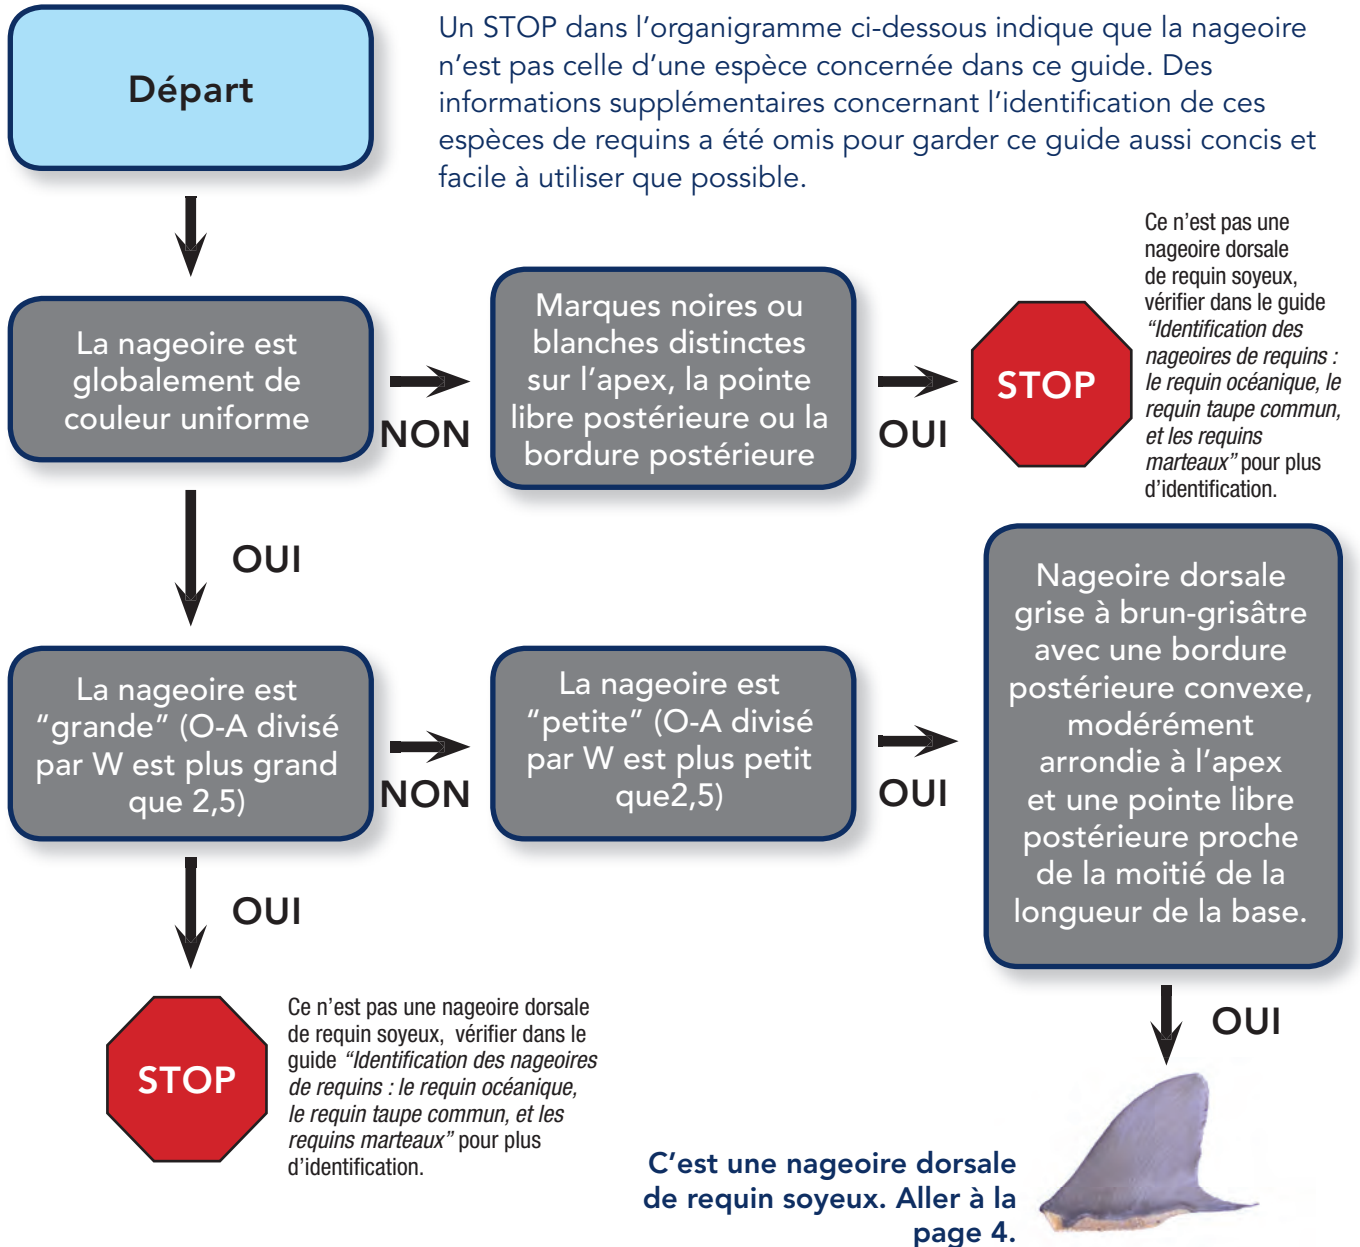 Départ
Un STOP dans l'organigramme ci-dessous indique que la nageoire
n'est pas celle d'une espèce concernée dans ce guide. Des
informations supplémentaires concernant l'identification de ces
espèces de requins a été omis pour garder ce guide aussi concis et
facile à utiliser que possible.
La nageoire est
globalement de
couleur uniforme
NON
Marques noires ou
blanches distinctes
sur l'apex, la pointe
libre postérieure ou la
bordure postérieure
OUI
STOP
Ce n'est pas une
nageoire dorsale
de requin soyeux,
vérifier dans le guide
“Identification des
nageoires de requins :
le requin océanique, le
requin taupe commun,
et les requins
marteaux” pour plus
d'identification.
OUI
La nageoire est
“grande” (O-A divisé
par W est plus grand
que 2,5)
NON
La nageoire est
“petite” (O-A divisé
par W est plus petit
que2,5)
OUI
Nageoire dorsale
grise à brun-grisâtre
avec une bordure
postérieure convexe,
modérément
arrondie à l'apex
et une pointe libre
postérieure proche
de la moitié de la
longueur de la base.
OUI
STOP
Ce n'est pas une nageoire dorsale
de requin soyeux, vérifier dans le
guide “Identification des nageoires
de requins : le requin océanique,
le requin taupe commun, et les
requins marteaux” pour plus
d'identification.
OUI
C'est une nageoire dorsale
de requin soyeux. Aller à la
page 4.